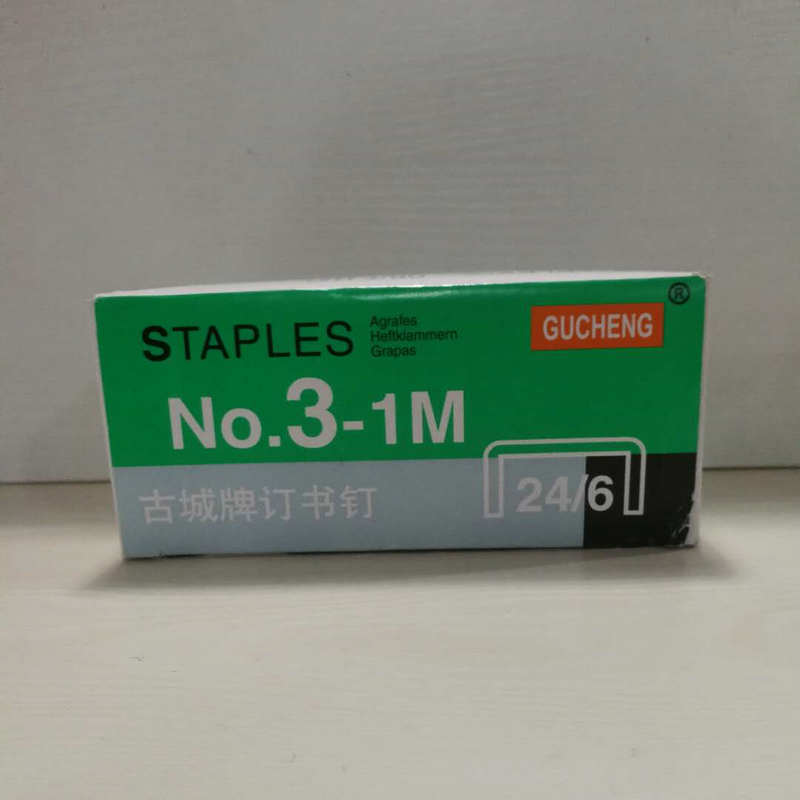 STAPLES
Agrafes
Heftklammern
Grapas
GUCHENG®
No.3-1M
古城牌订书钉
24/6